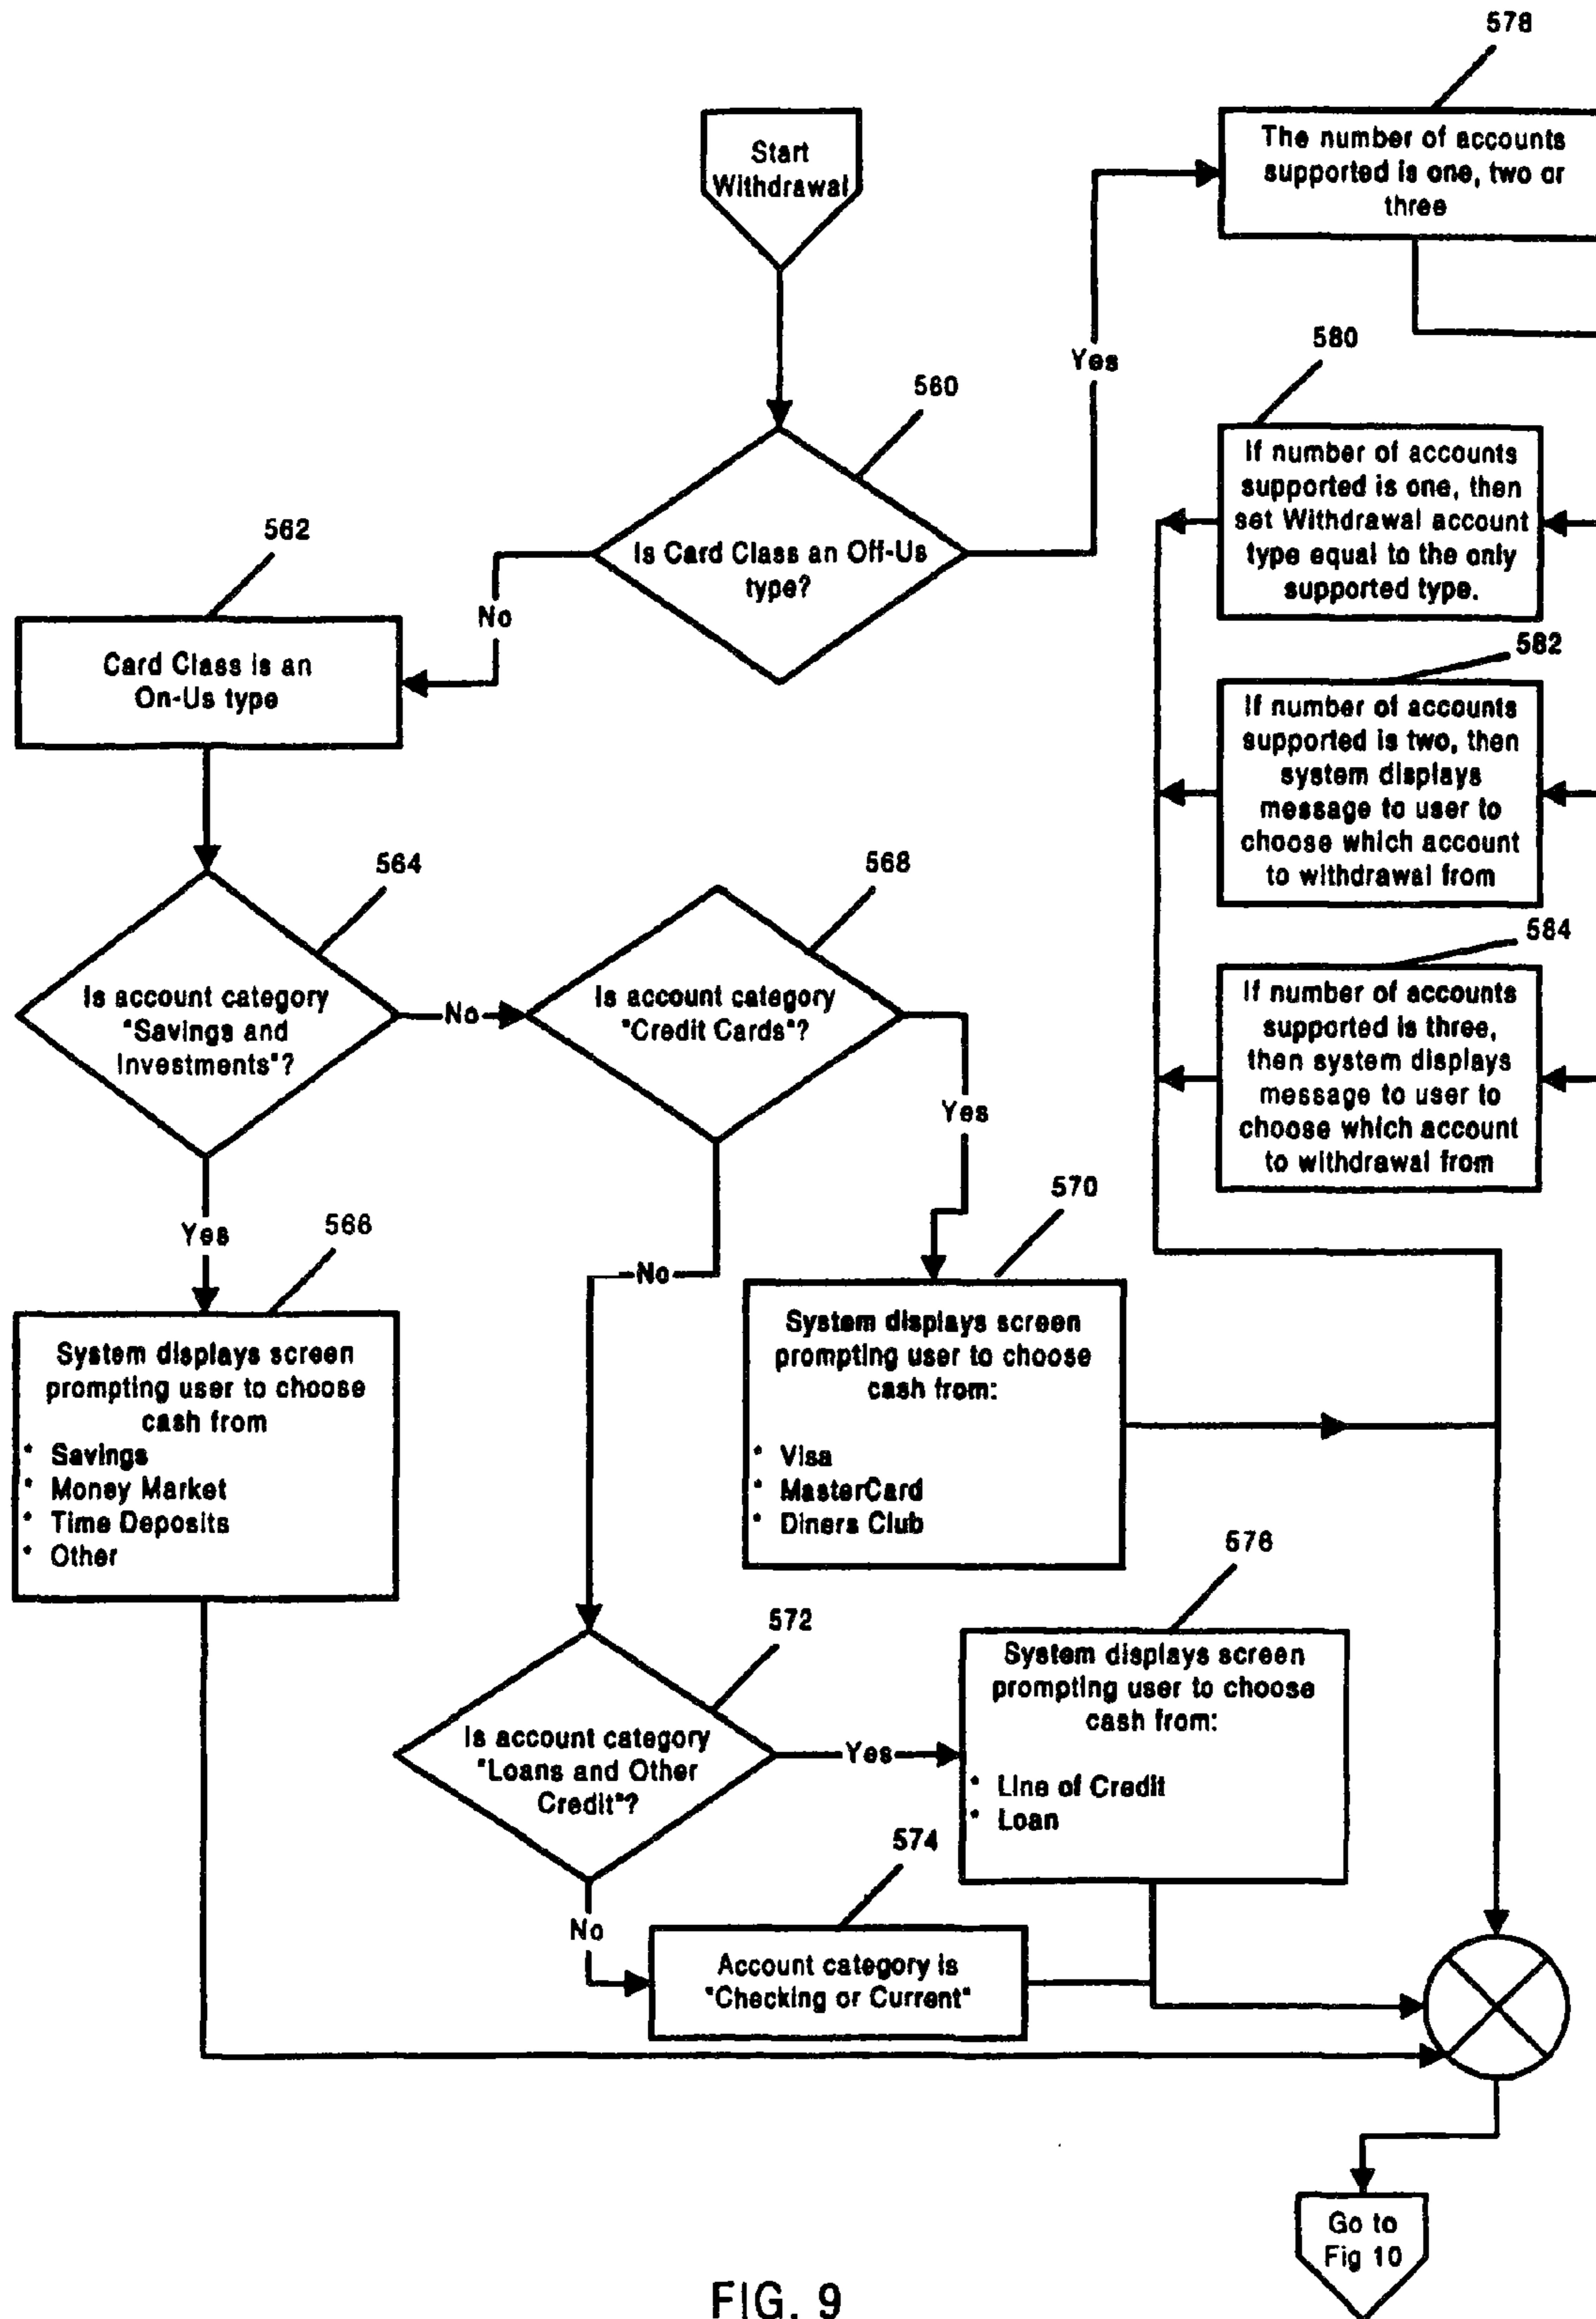 578
Start
Withdrawal
The number of accounts
supported is one, two or
three
Yes
580
560
If number of accounts
supported is one, then
set Withdrawal account
type equal to the only
supported type.
Is Card Class an Off-Us
type?
562
No
Card Class is an
On-Us type
582
If number of accounts
supported is two, then
system displays
message to user to
choose which account
to withdrawal from
564
568
584
Is account category
"Savings and
Investments"?
No
Is account category
"Credit Cards"?
If number of accounts
supported is three,
then system displays
message to user to
choose which account
to withdrawal from
Yes
570
Yes
566
No
System displays screen
prompting user to choose
cash from
* Savings
* Money Market
* Time Deposits
* Other
System displays screen
prompting user to choose
cash from:
* Visa
* MasterCard
* Diners Club
576
572
System displays screen
prompting user to choose
cash from:
* Line of Credit
* Loan
Is account category
"Loans and Other
Credit"?
Yes
574
No
Account category is
"Checking or Current"
Go to
Fig 10
FIG. 9